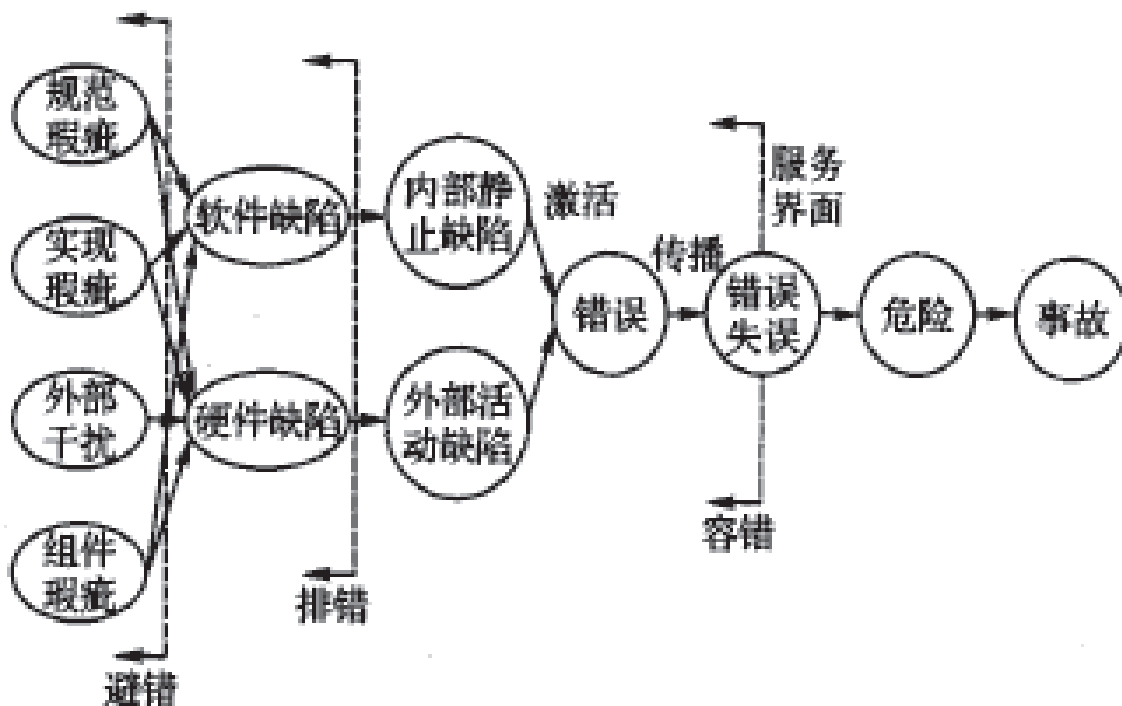 规范
瑕疵
实现
瑕疵
外部
干扰
组件
瑕疵
避错
软件缺陷
硬件缺陷
排错
内部静
止缺陷
外部活
动缺陷
激活
错误
传播
服务
界面
错误
失误
容错
危险
事故